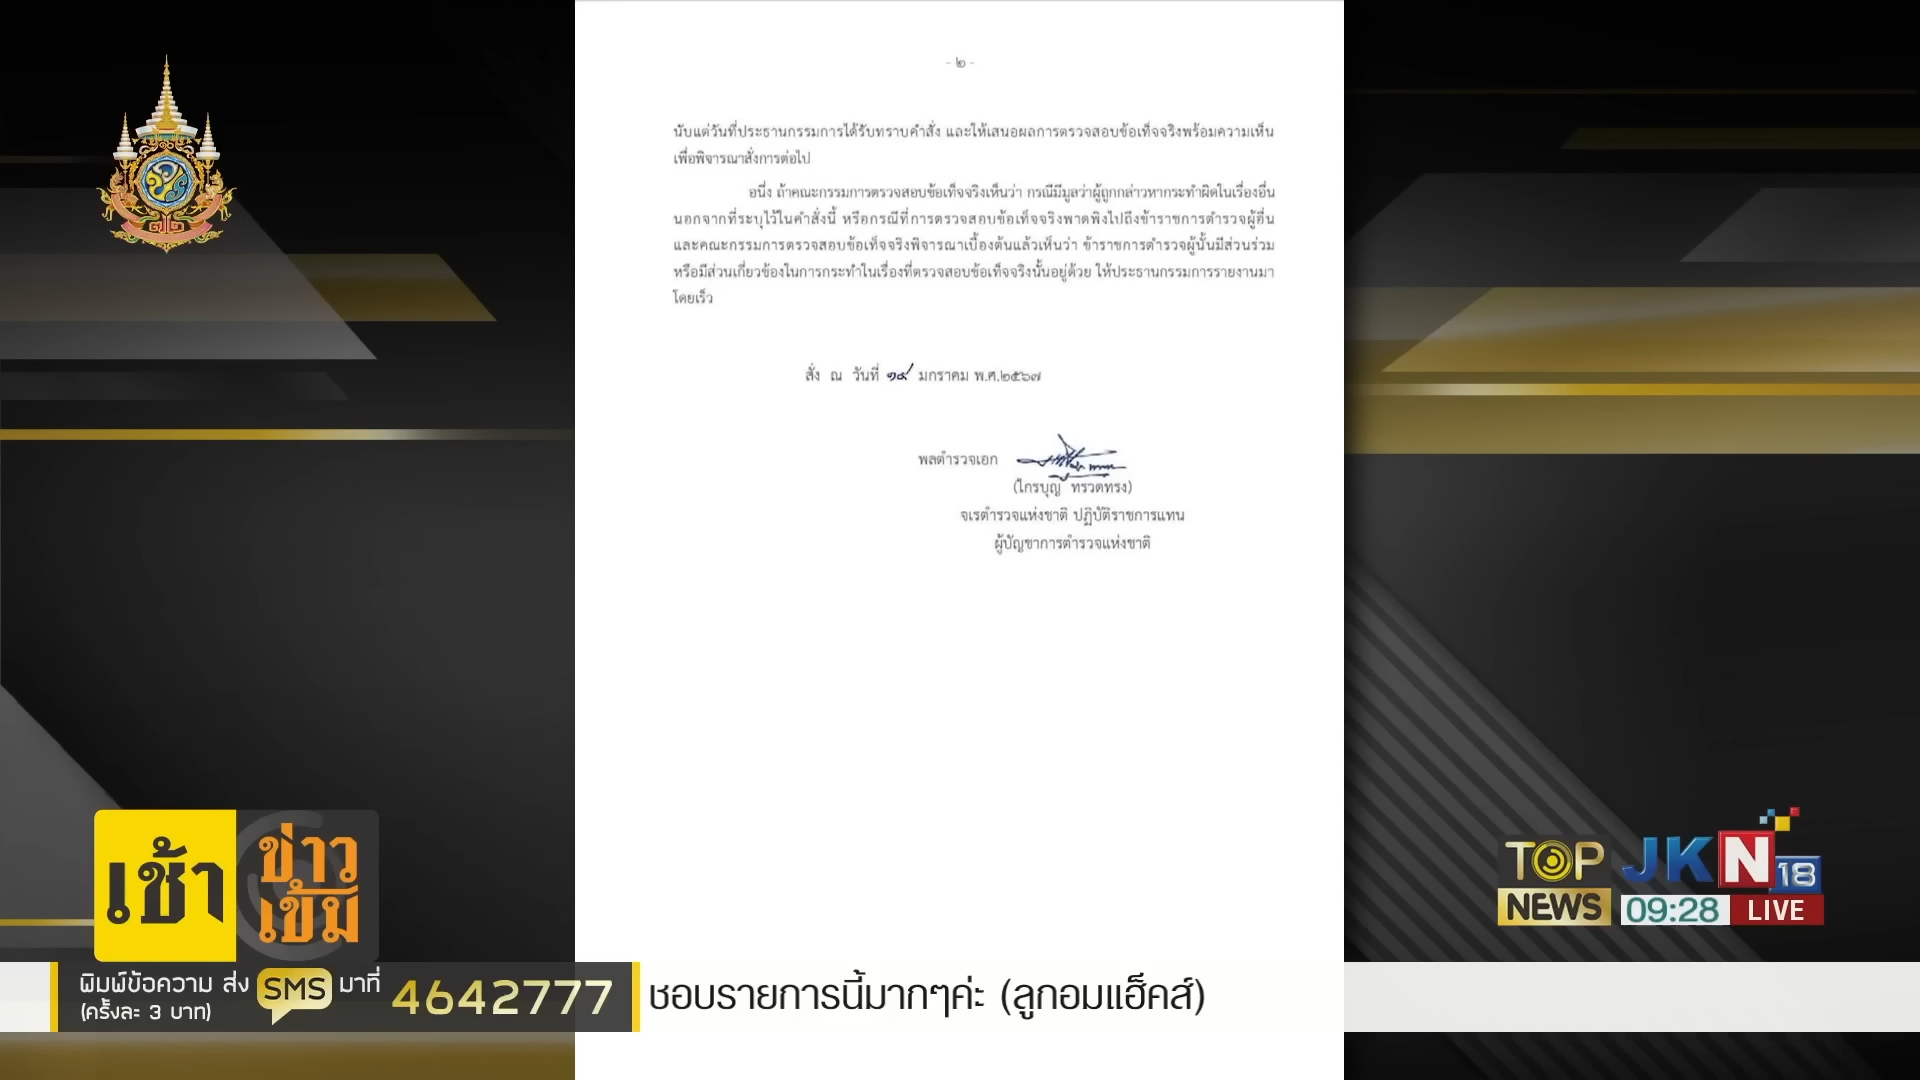 - ๒ -
นับแต่วันที่ประธานกรรมการได้รับทราบคำสั่ง และให้เสนอผลการตรวจสอบข้อเท็จจริงพร้อมความเห็น
เพื่อพิจารณาสั่งการต่อไป
อนึ่ง ถ้าคณะกรรมการตรวจสอบข้อเท็จจริงเห็นว่า กรณีมีมูลว่าผู้ถูกกล่าวหากระทำผิดในเรื่องอื่น
นอกจากที่ระบุไว้ในคำสั่งนี้ หรือกรณีที่การตรวจสอบข้อเท็จจริงพาดพิงไปถึงข้าราชการตำรวจผู้อื่น
และคณะกรรมการตรวจสอบข้อเท็จจริงพิจารณาเบื้องต้นแล้วเห็นว่า ข้าราชการตำรวจผู้นั้นมีส่วนร่วม
หรือมีส่วนเกี่ยวข้องในการกระทำในเรื่องที่ตรวจสอบข้อเท็จจริงนั้นอยู่ด้วย ให้ประธานกรรมการรายงานมา
โดยเร็ว
สั่ง ณ วันที่ ๑๙ มกราคม พ.ศ.๒๕๖๗
พลตำรวจเอก
(ไกรบุญ ทรวดทรง)
จเรตำรวจแห่งชาติ ปฏิบัติราชการแทน
ผู้บัญชาการตำรวจแห่งชาติ
๗๒
เช้า
ข่าว
เข้ม
TOP
NEWS
JKN18
09:28 LIVE
พิมพ์ข้อความ ส่ง SMS มาที่ 4642777
(ครั้งละ 3 บาท)
ชอบรายการนี้มากๆค่ะ (ลูกอมแฮ็คส์)